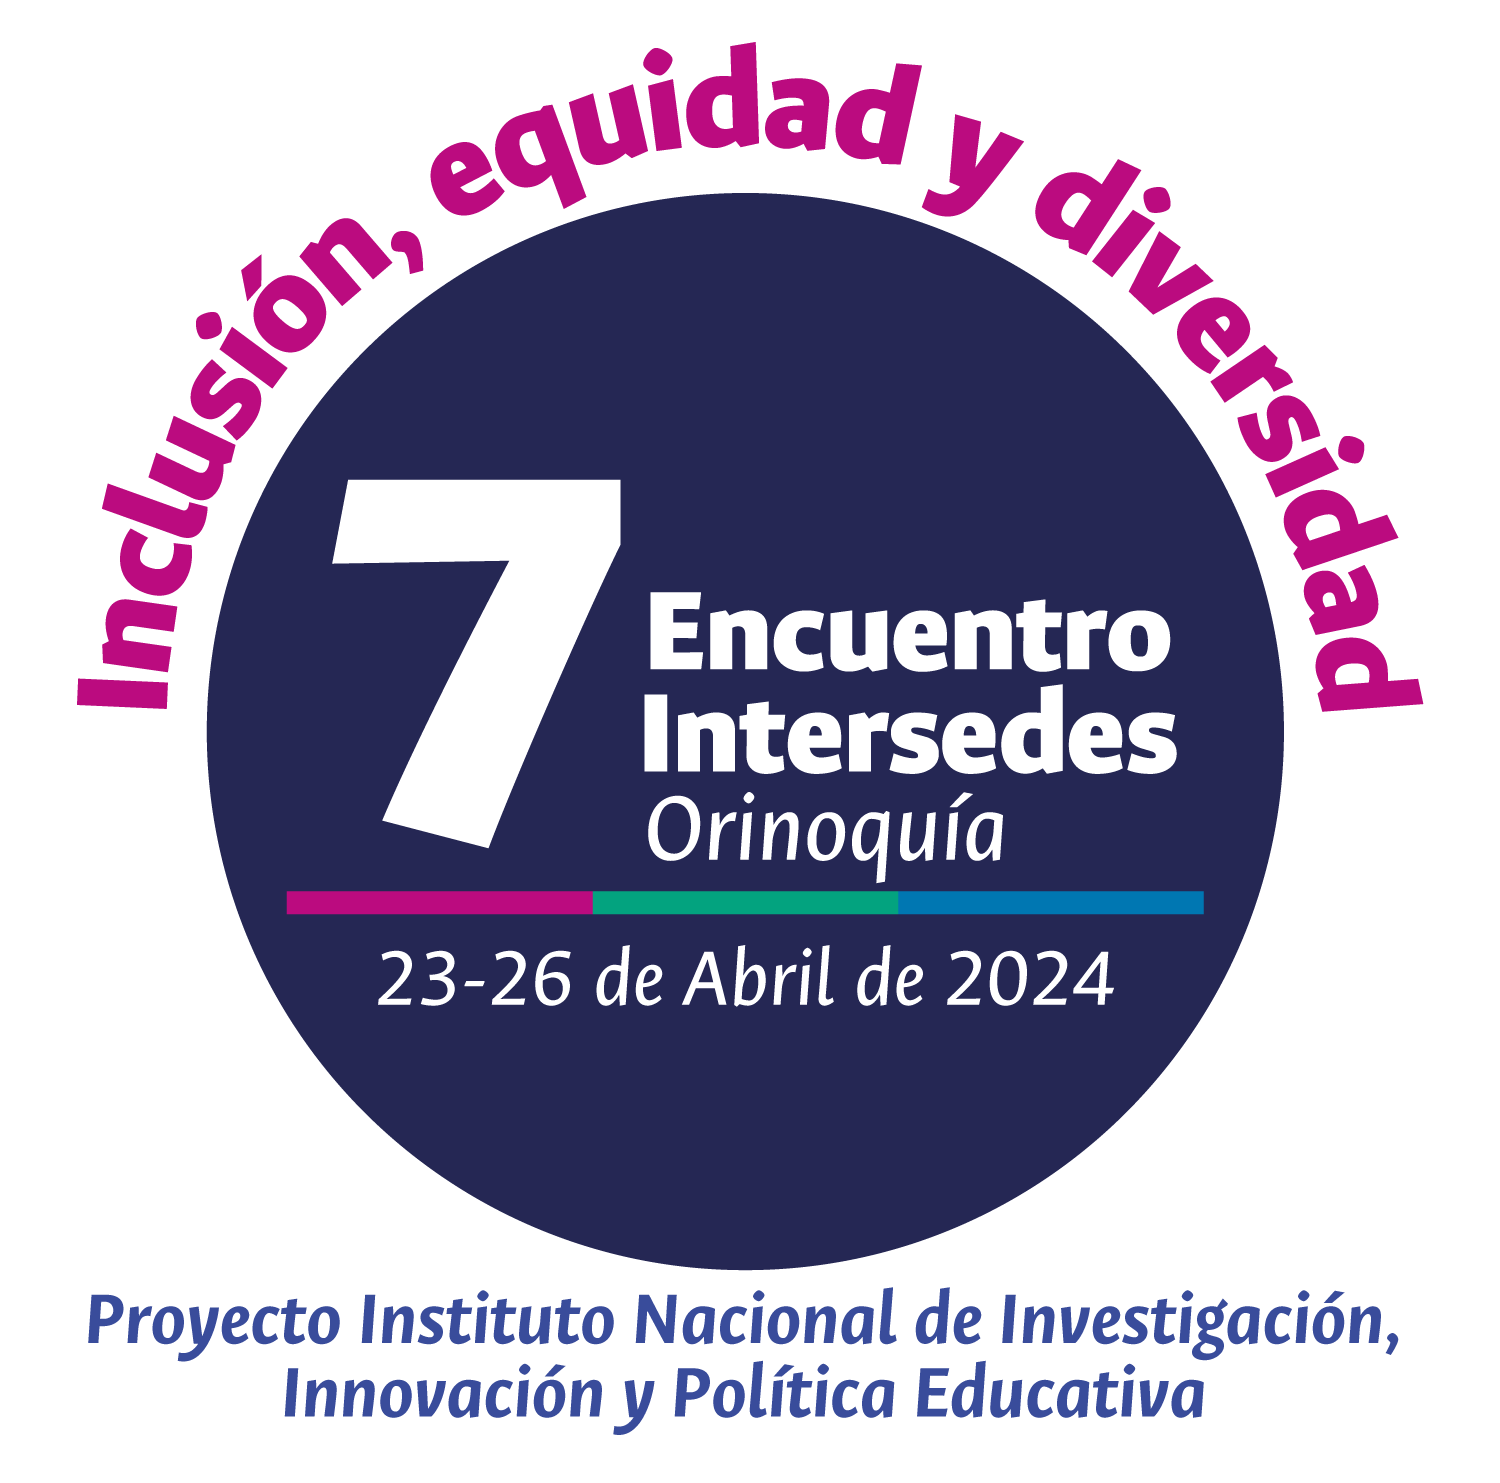 Inclusión, equidad y diversidad
7
Encuentro
Intersedes
Orinoquía
23-26 de Abril de 2024
Proyecto Instituto Nacional de Investigación,
Innovación y Política Educativa